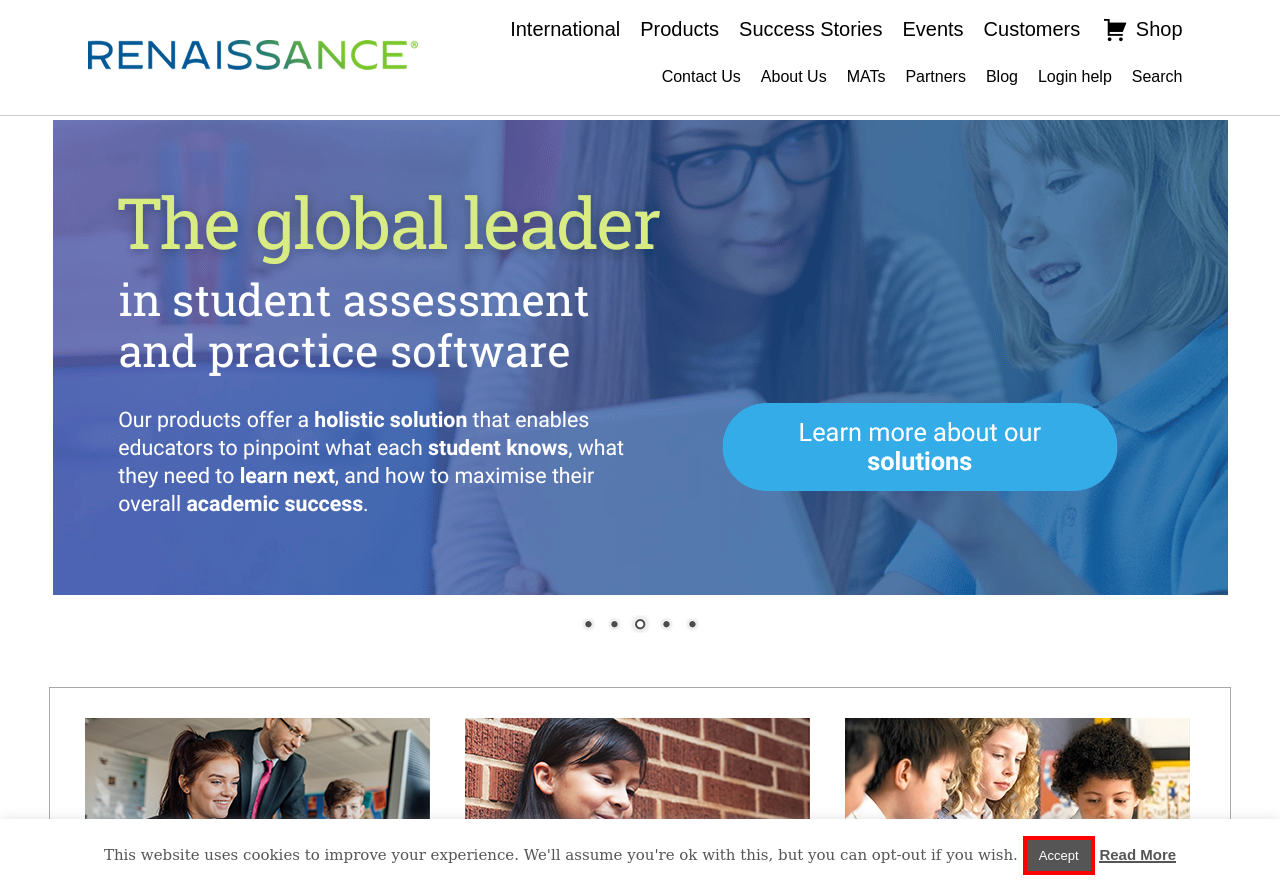 RENAISSANCE®
International Products Success Stories Events Customers Shop
Contact Us About Us MATs Partners Blog Login help Search
The global leader
in student assessment
and practice software
Our products offer a holistic solution that enables
educators to pinpoint what each student knows, what
they need to learn next, and how to maximise their
overall academic success.
Learn more about our
solutions
This website uses cookies to improve your experience. We'll assume you're ok with this, but you can opt-out if you wish. Accept Read More